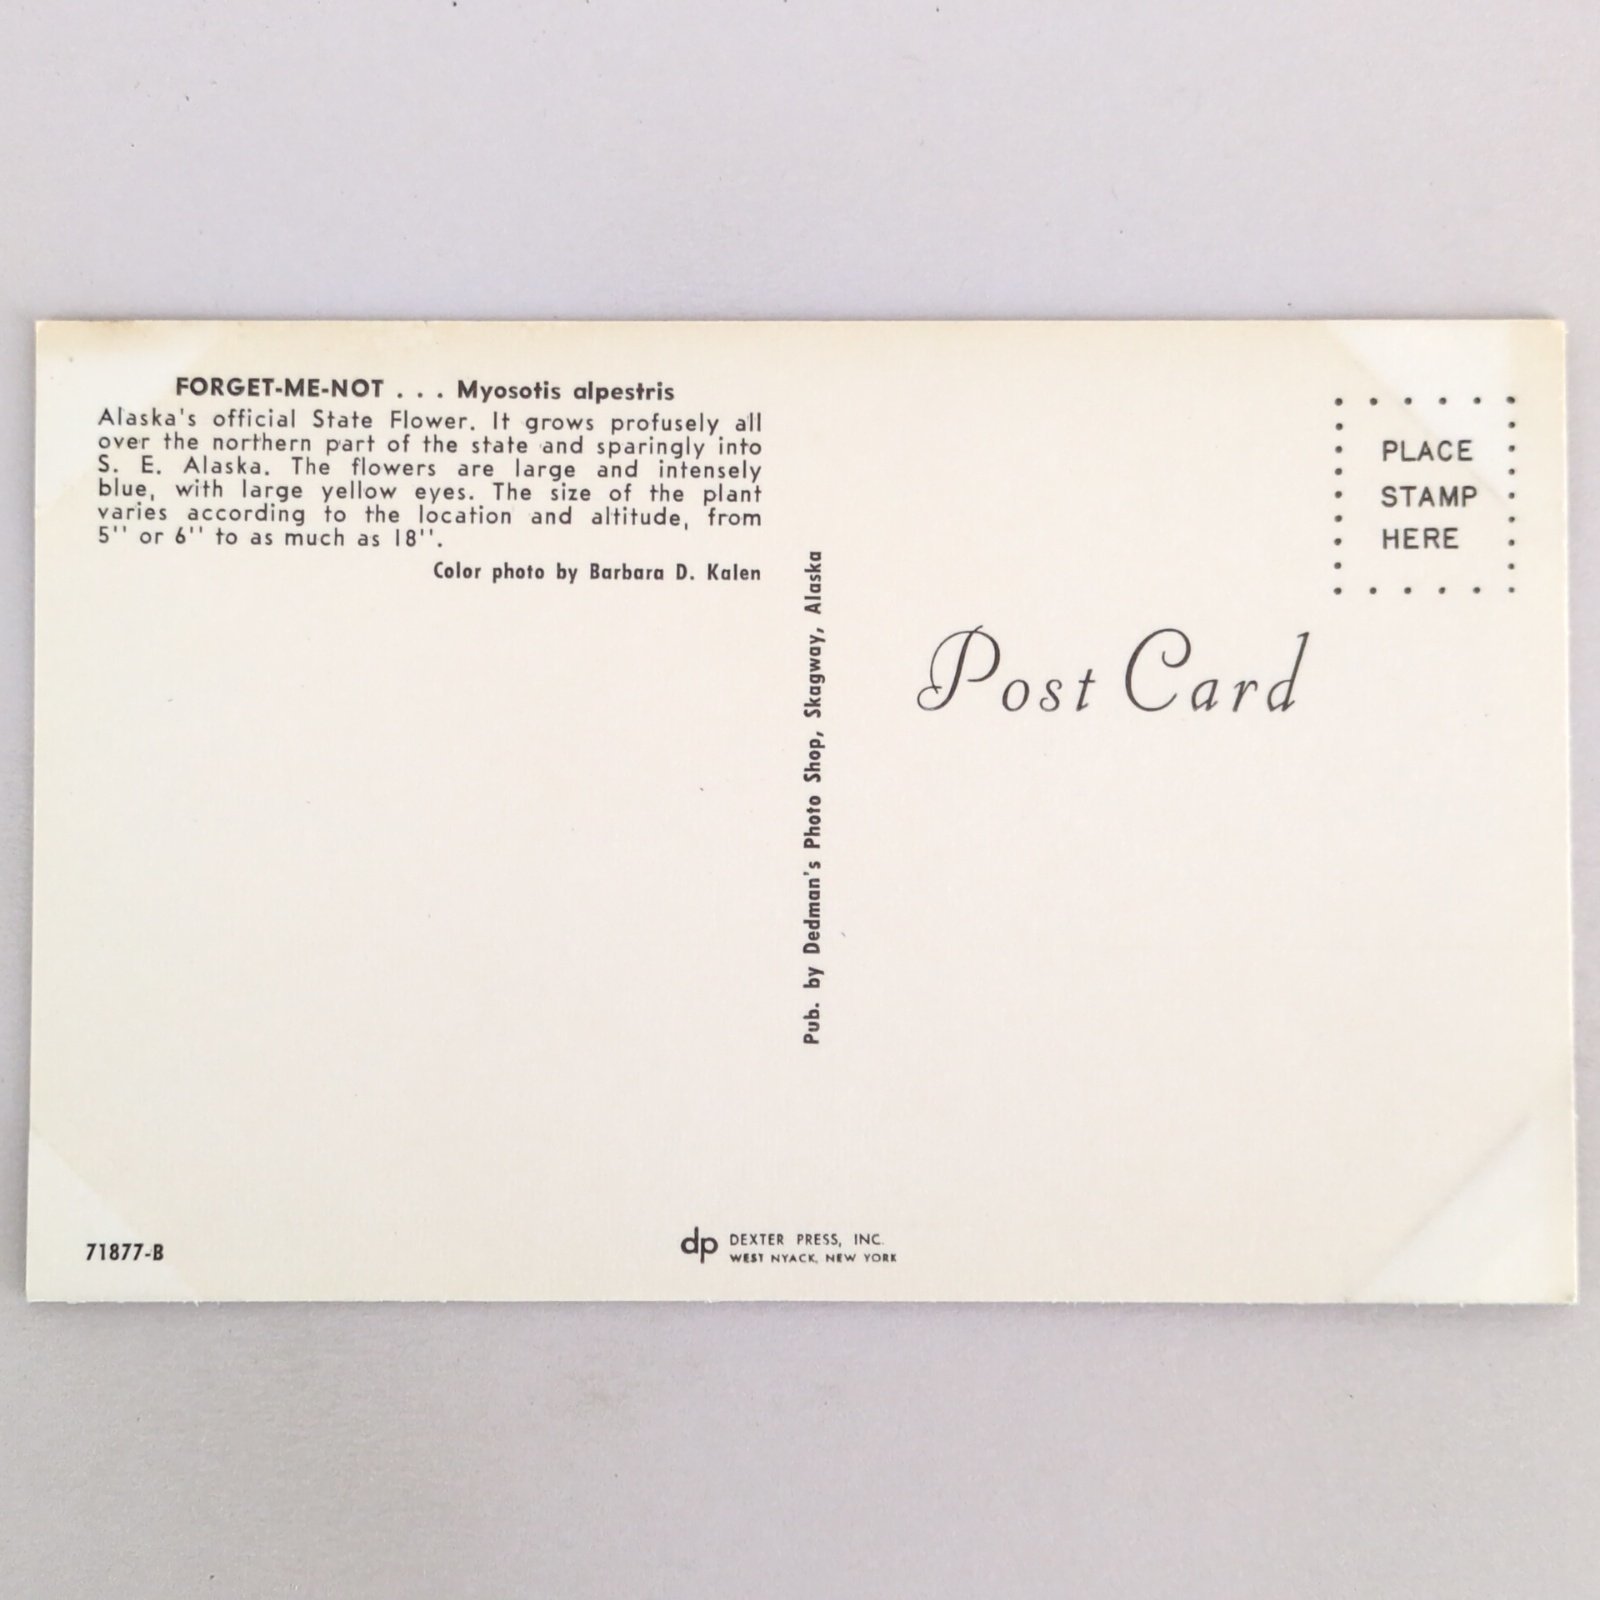 FORGET-ME-NOT . . . Myosotis alpestris
Alaska's official State Flower. It grows profusely all
over the northern part of the state and sparingly into
S. E. Alaska. The flowers are large and intensely
blue, with large yellow eyes. The size of the plant
varies according to the location and altitude, from
5'' or 6'' to as much as 18''.
Color photo by Barbara D. Kalen
71877-B
Pub. by Dedman's Photo Shop, Skagway, Alaska
dp DEXTER PRESS, INC.
WEST NYACK, NEW YORK
PLACE
STAMP
HERE
Post Card